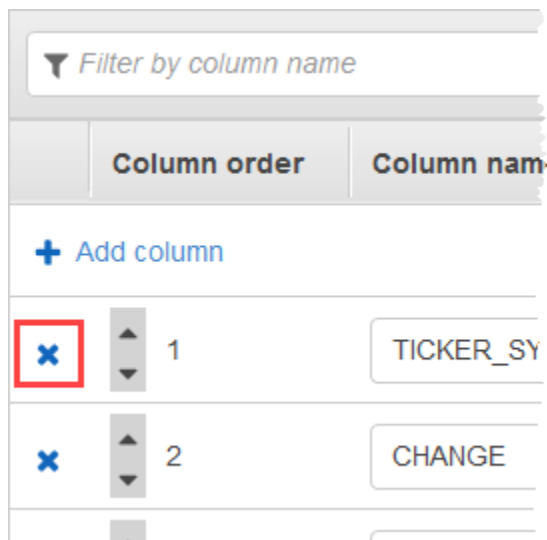 Filter by column name
Column order Column nam
Add column
1 TICKER_SY
2 CHANGE